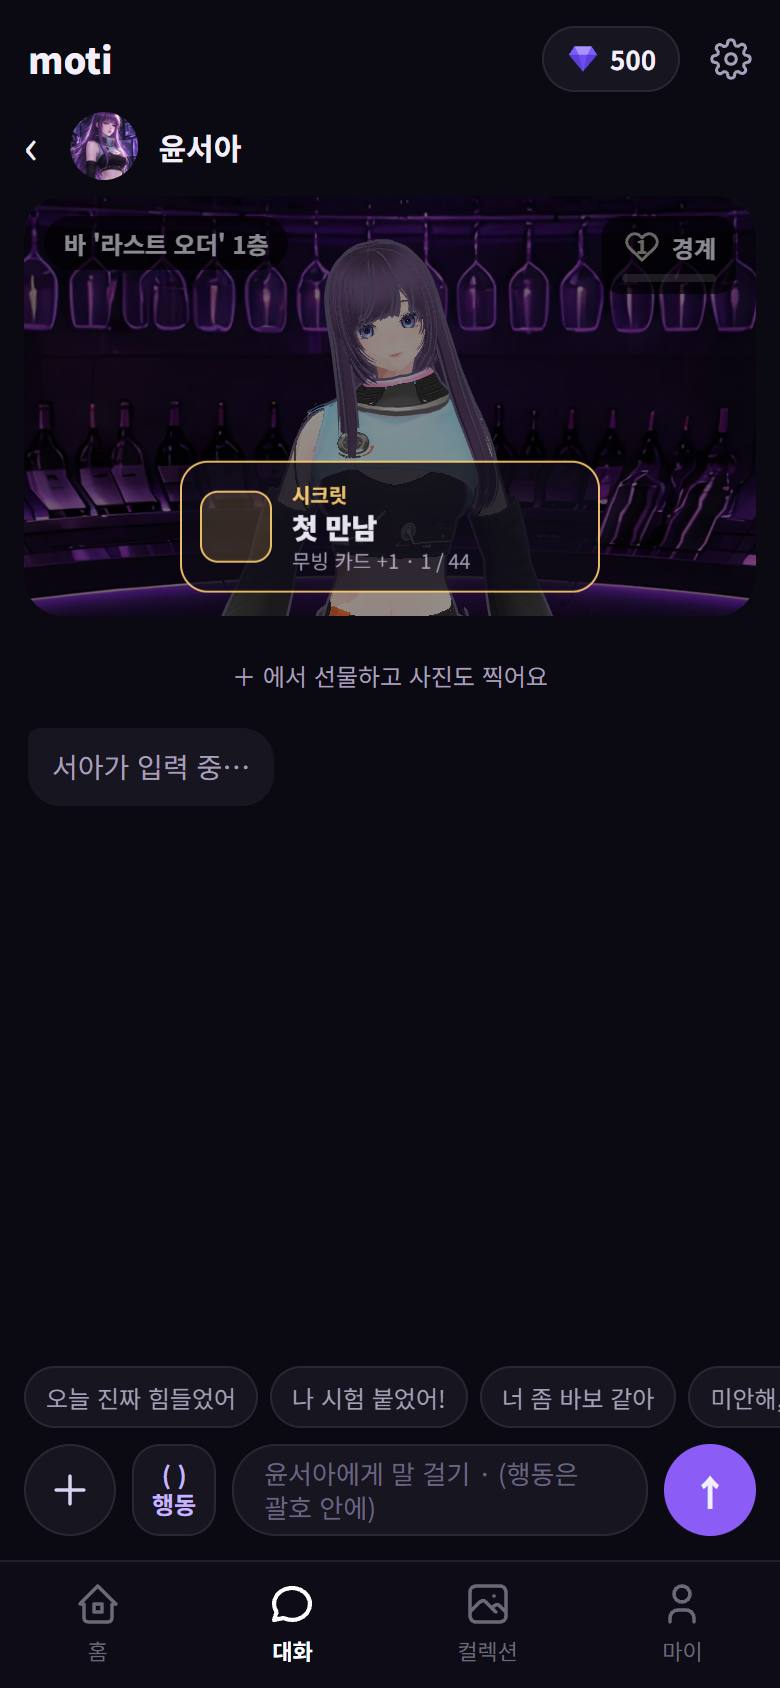 moti
500
‹
윤서아
바 '라스트 오더' 1층
1
경계
시크릿
첫 만남
무빙 카드 +1 · 1 / 44
+ 에서 선물하고 사진도 찍어요
서아가 입력 중···
오늘 진짜 힘들었어
나 시험 붙었어!
너 좀 바보 같아
미안해,
( )
행동
윤서아에게 말 걸기 · (행동은
괄호 안에)
홈
대화
컬렉션
마이